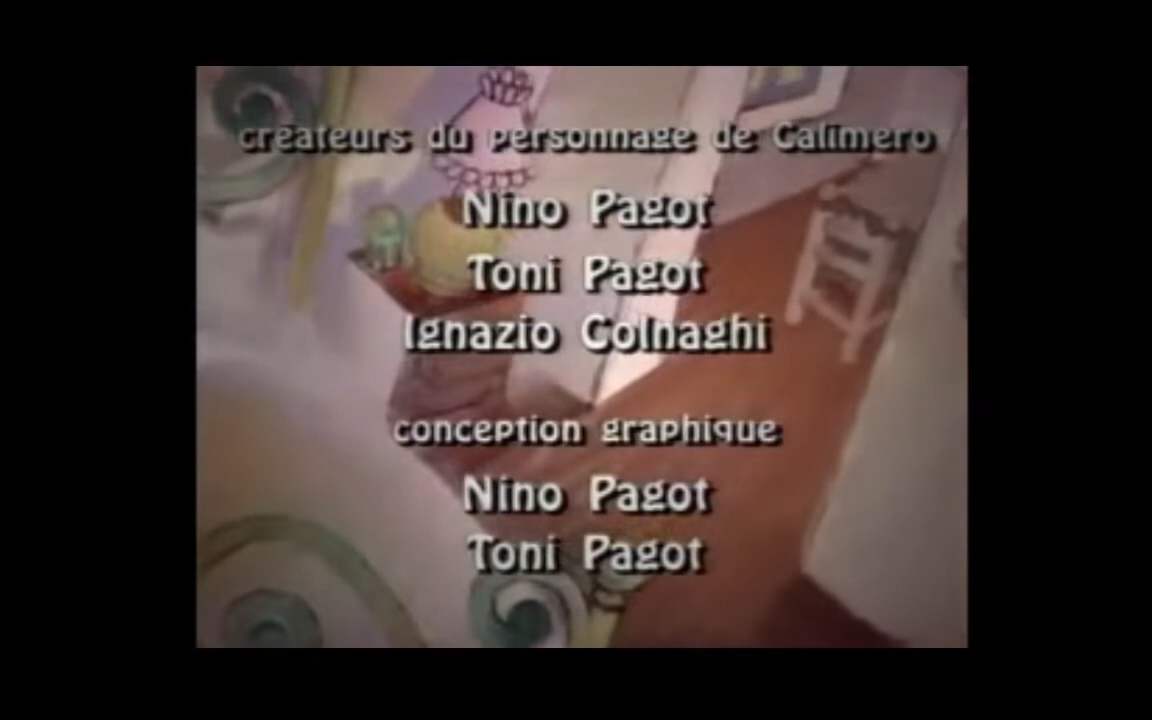 créateurs du personnage de Calimero
Nino Pagot
Toni Pagot
Ignazio Colnaghi
conception graphique
Nino Pagot
Toni Pagot